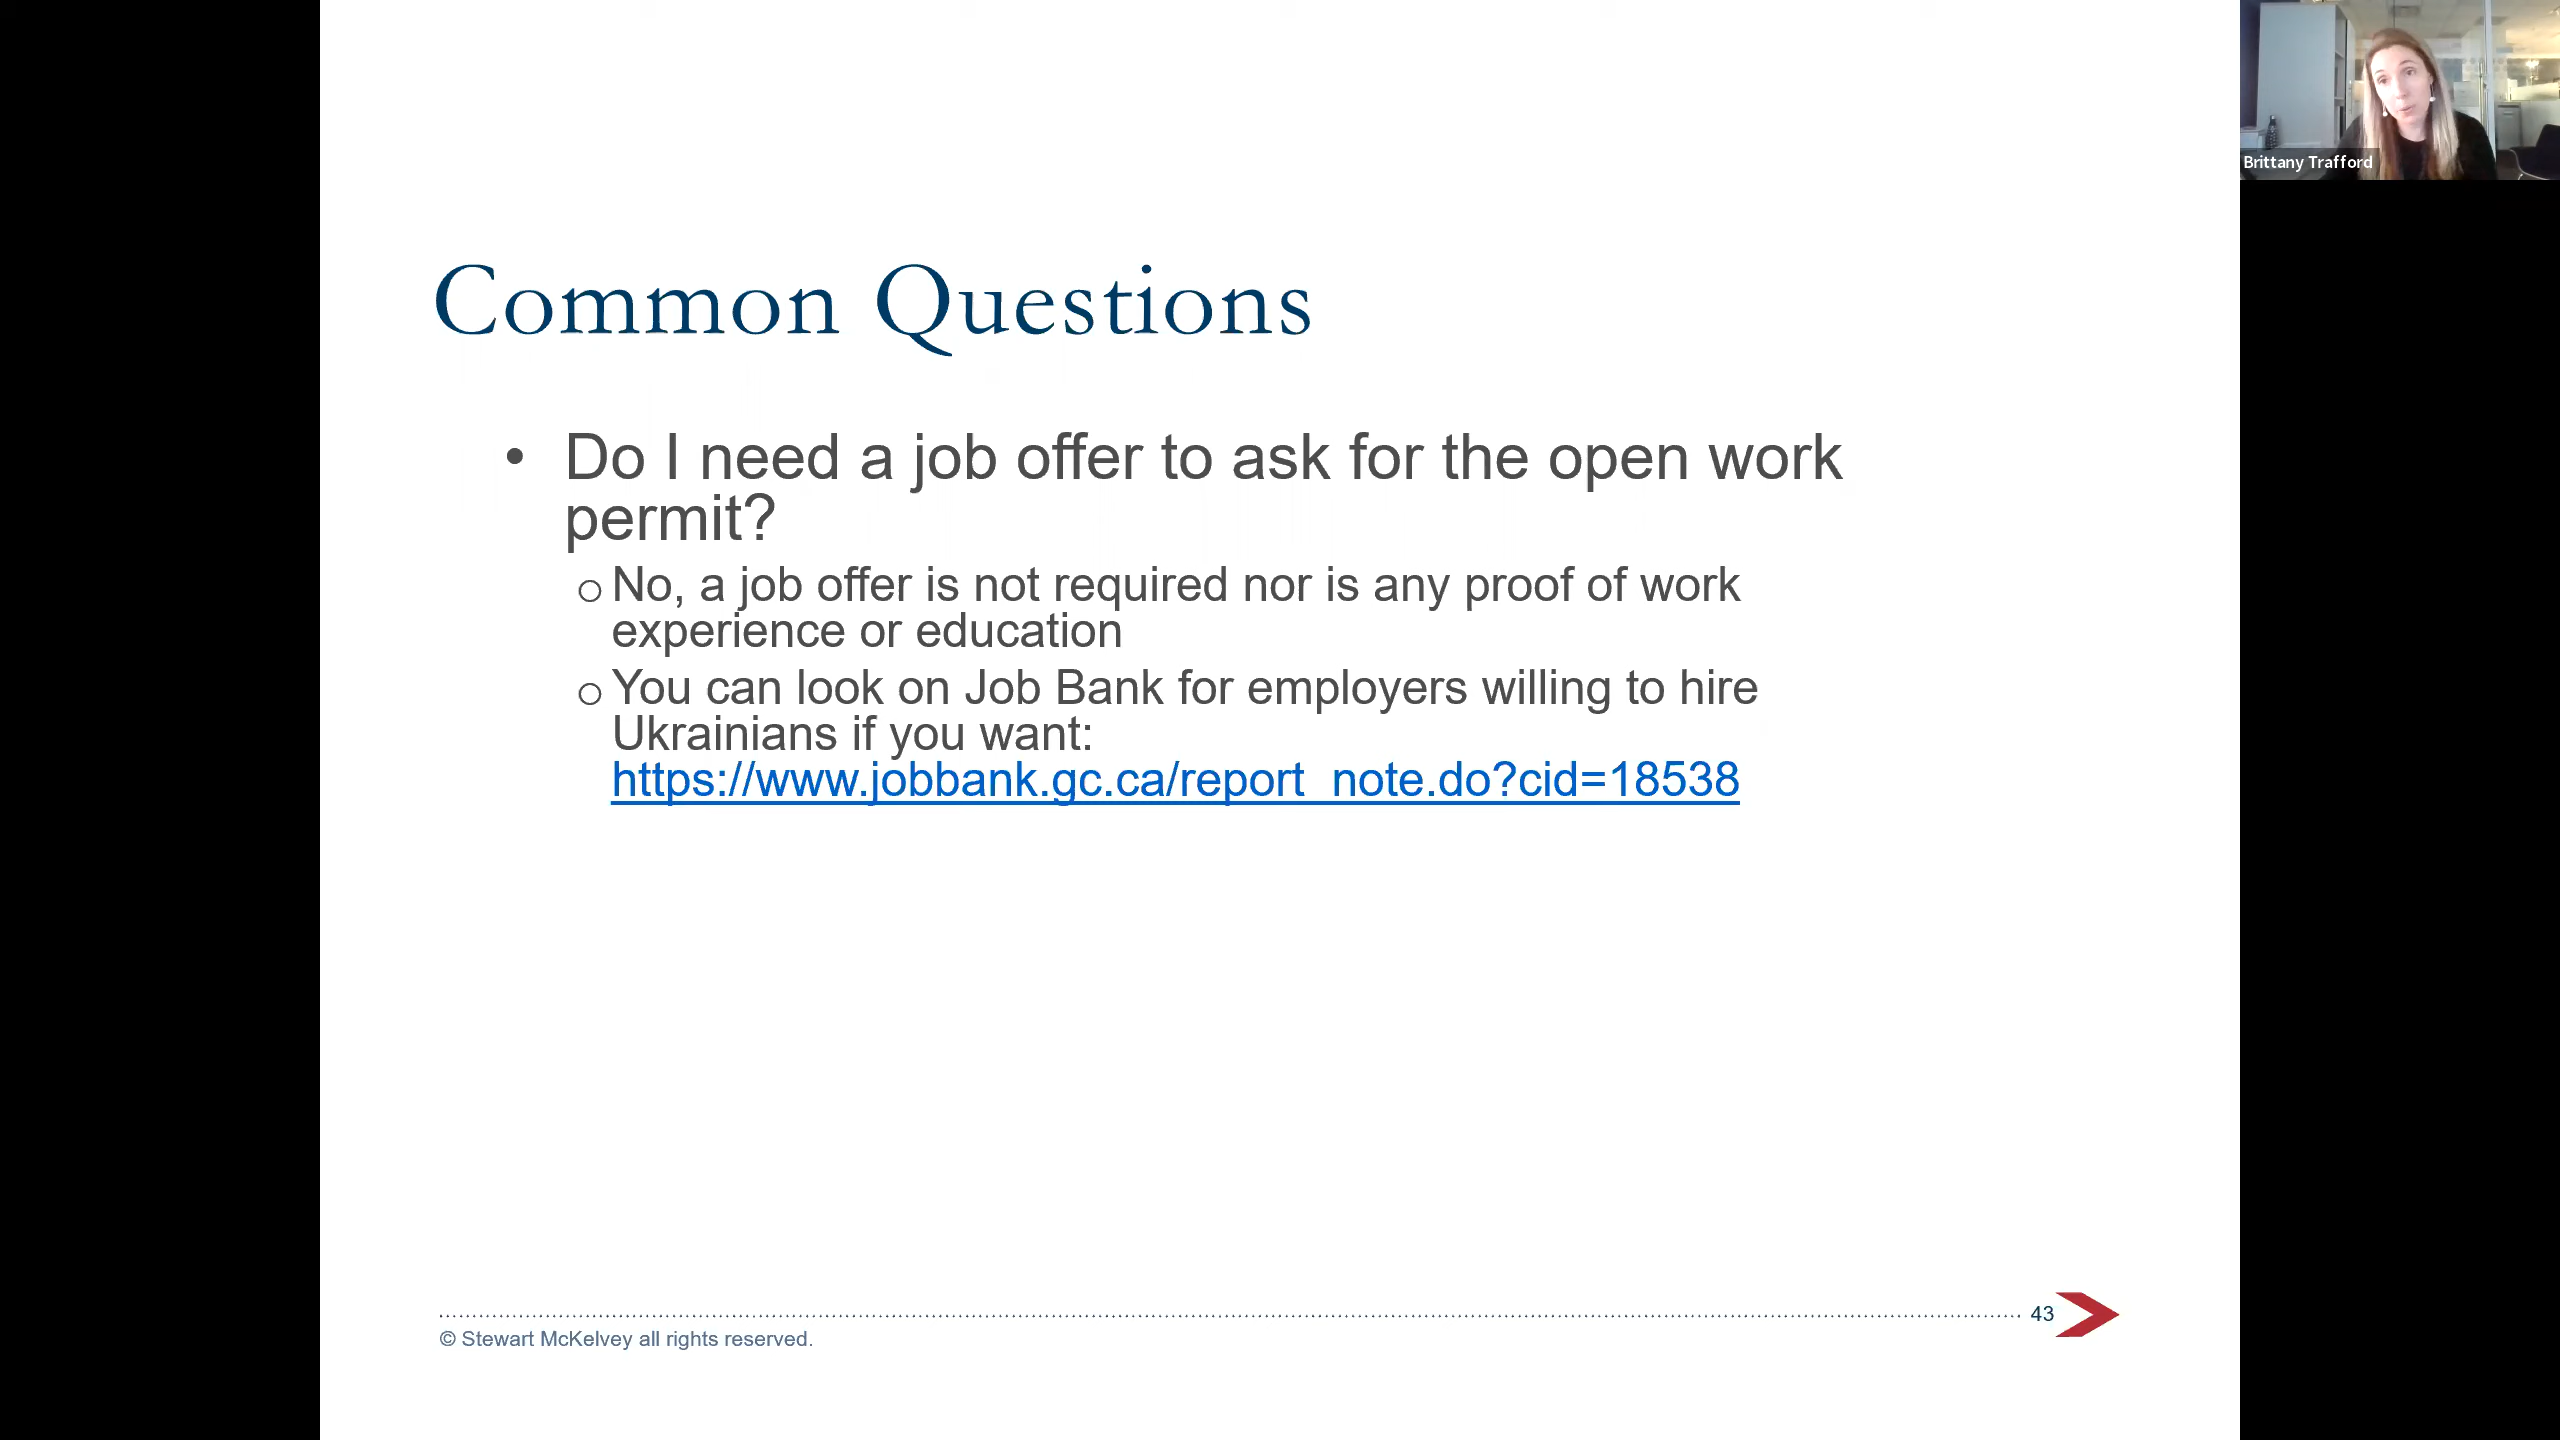 Brittany Trafford
Common Questions
• Do I need a job offer to ask for the open work
permit?
o No, a job offer is not required nor is any proof of work
experience or education
o You can look on Job Bank for employers willing to hire
Ukrainians if you want:
https://www.jobbank.gc.ca/report_note.do?cid=18538
43
© Stewart McKelvey all rights reserved.